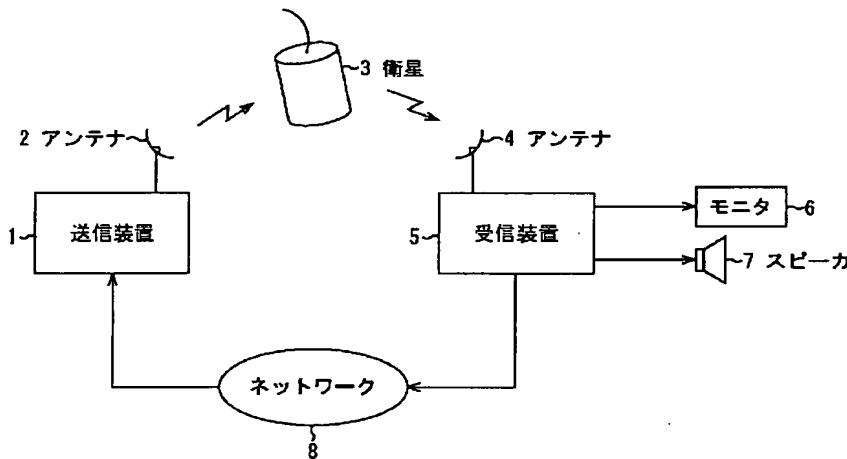 3 衛星
2 アンテナ
4 アンテナ
1
送信装置
5
受信装置
モニタ
6
7 スピーカ
ネットワーク
8